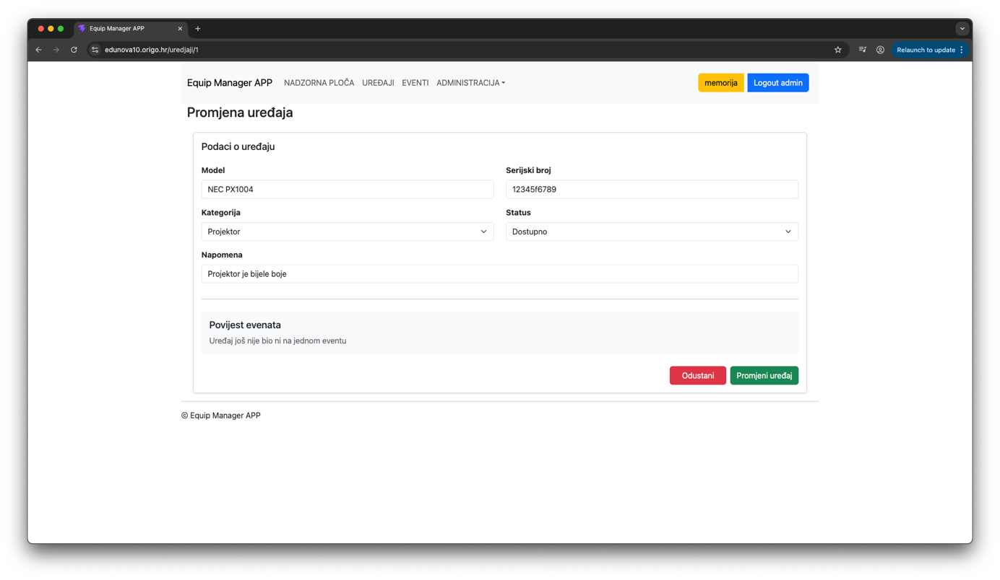 Equip Manager APP
edunova10.origo.hr/uredjaji/1
Relaunch to update
Equip Manager APP NADZORNA PLOČA UREĐAJI EVENTI ADMINISTRACIJA memorija Logout admin
Promjena uređaja
Podaci o uređaju
Model Serijski broj
NEC PX1004 12345f6789
Kategorija Status
Projektor Dostupno
Napomena
Projektor je bijele boje
Povijest evenata
Uređaj još nije bio ni na jednom eventu
Odustani Promjeni uređaj
© Equip Manager APP